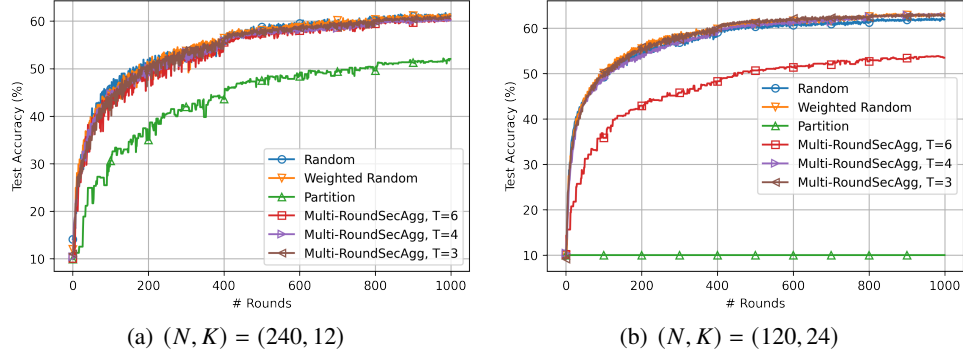 60
50
40
30
20
10
Test Accuracy (%)
0
200
400
600
800
1000
# Rounds
Random
Weighted Random
Partition
Multi-RoundSecAgg, T=6
Multi-RoundSecAgg, T=4
Multi-RoundSecAgg, T=3
(a) (N, K) = (240, 12)
60
50
40
30
20
10
Test Accuracy (%)
0
200
400
600
800
1000
# Rounds
Random
Weighted Random
Partition
Multi-RoundSecAgg, T=6
Multi-RoundSecAgg, T=4
Multi-RoundSecAgg, T=3
(b) (N, K) = (120, 24)